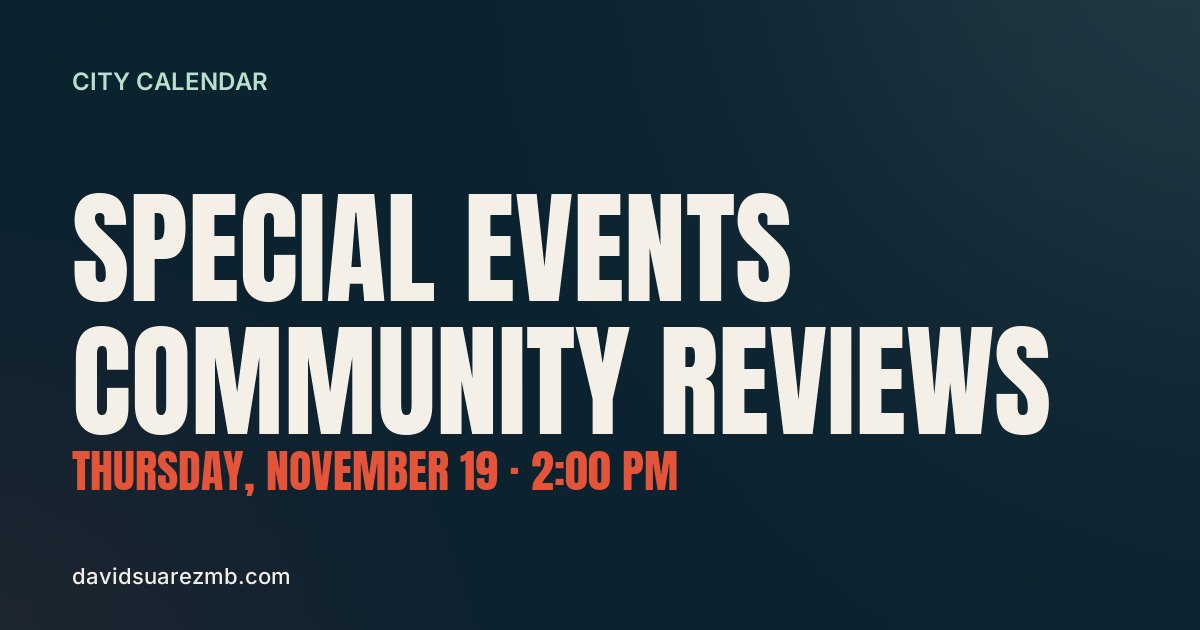 CITY CALENDAR
SPECIAL EVENTS
COMMUNITY REVIEWS
THURSDAY, NOVEMBER 19 · 2:00 PM
davidsuarezmb.com